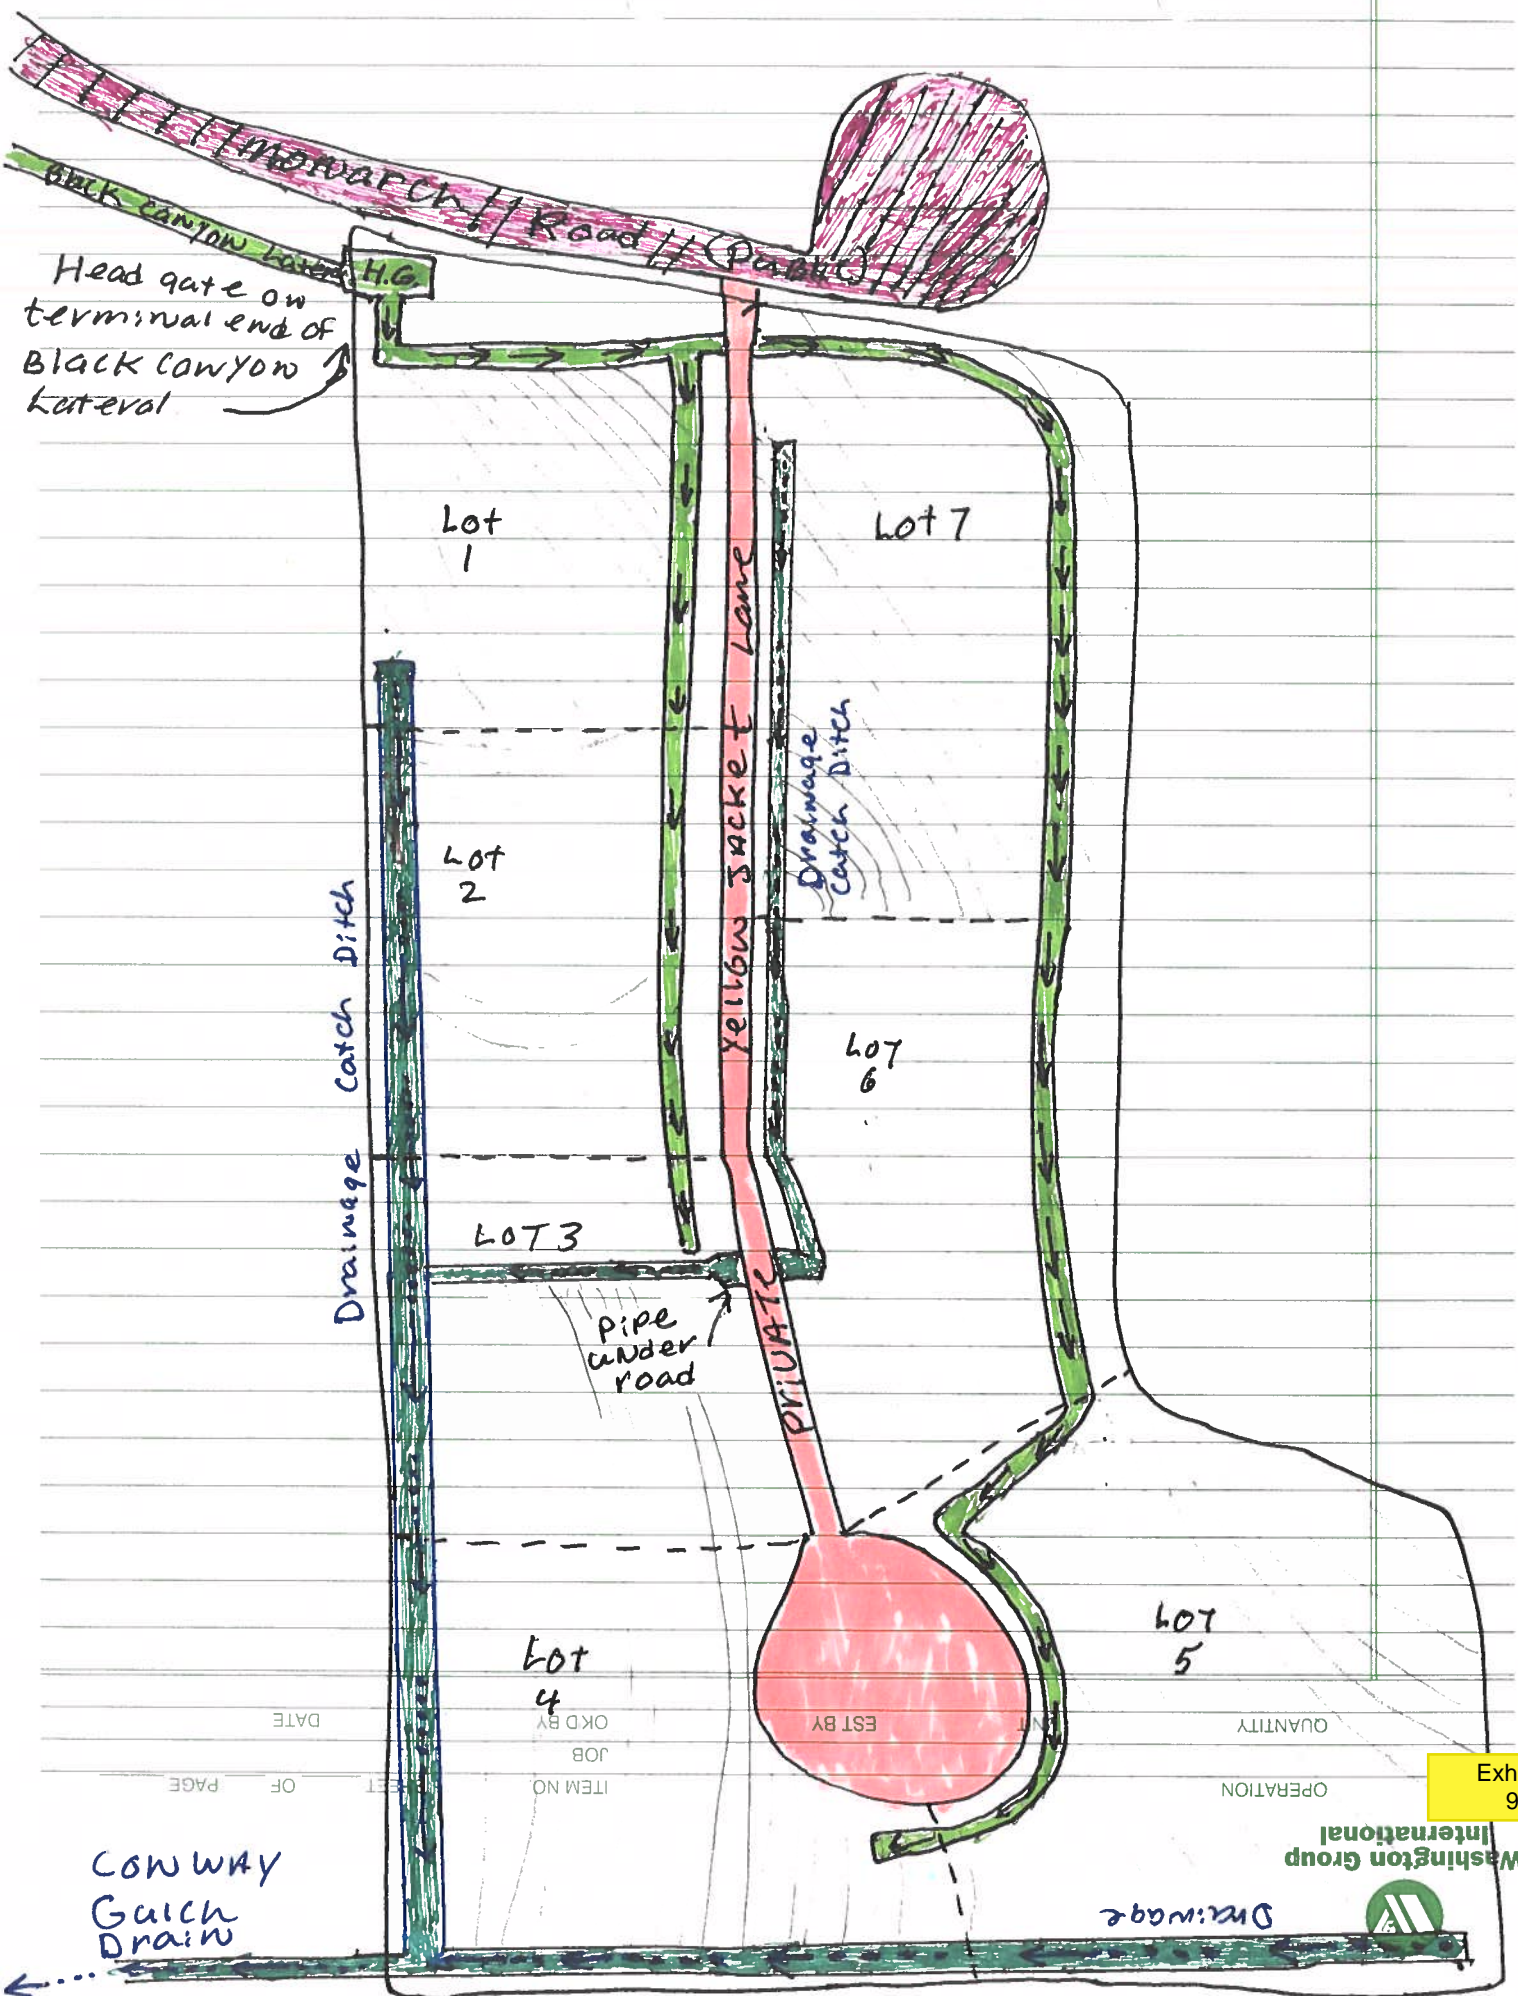 Monarch Road (Public)
Black Canyon Lateral
H.G.
Head gate on
terminal end of
Black Canyon
Lateral
Lot
1
Lot 7
Yellow Jacket Lane
Drainage
Catch Ditch
Lot
2
Drainage Catch Ditch
Lot
6
LOT 3
Pipe
under
road
PRIVATE
Lot
4
Lot
5
DATE
OK'D BY
EST BY
QUANTITY
JOB
PAGE
OF
ITEM NO
OPERATION
Exh
9
International
Washington Group
Drainage
CONWAY
Gulch
Drain